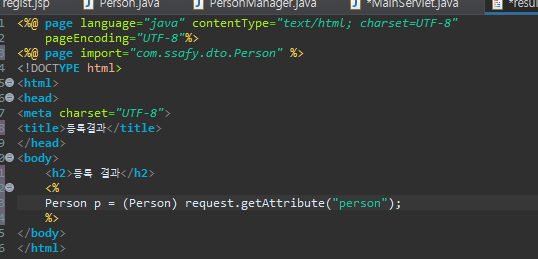 regist.jsp Person.java PersonManager.java *MainServlet.java
<%@ page language="java" contentType="text/html; charset=UTF-8"
pageEncoding="UTF-8"%>
<%@ page import="com.ssafy.dto.Person" %>
<!DOCTYPE html>
<html>
<head>
<meta charset="UTF-8">
<title>등록결과</title>
</head>
<body>
<h2>등록 결과</h2>
<%
Person p = (Person) request.getAttribute("person");
%>
</body>
</html>